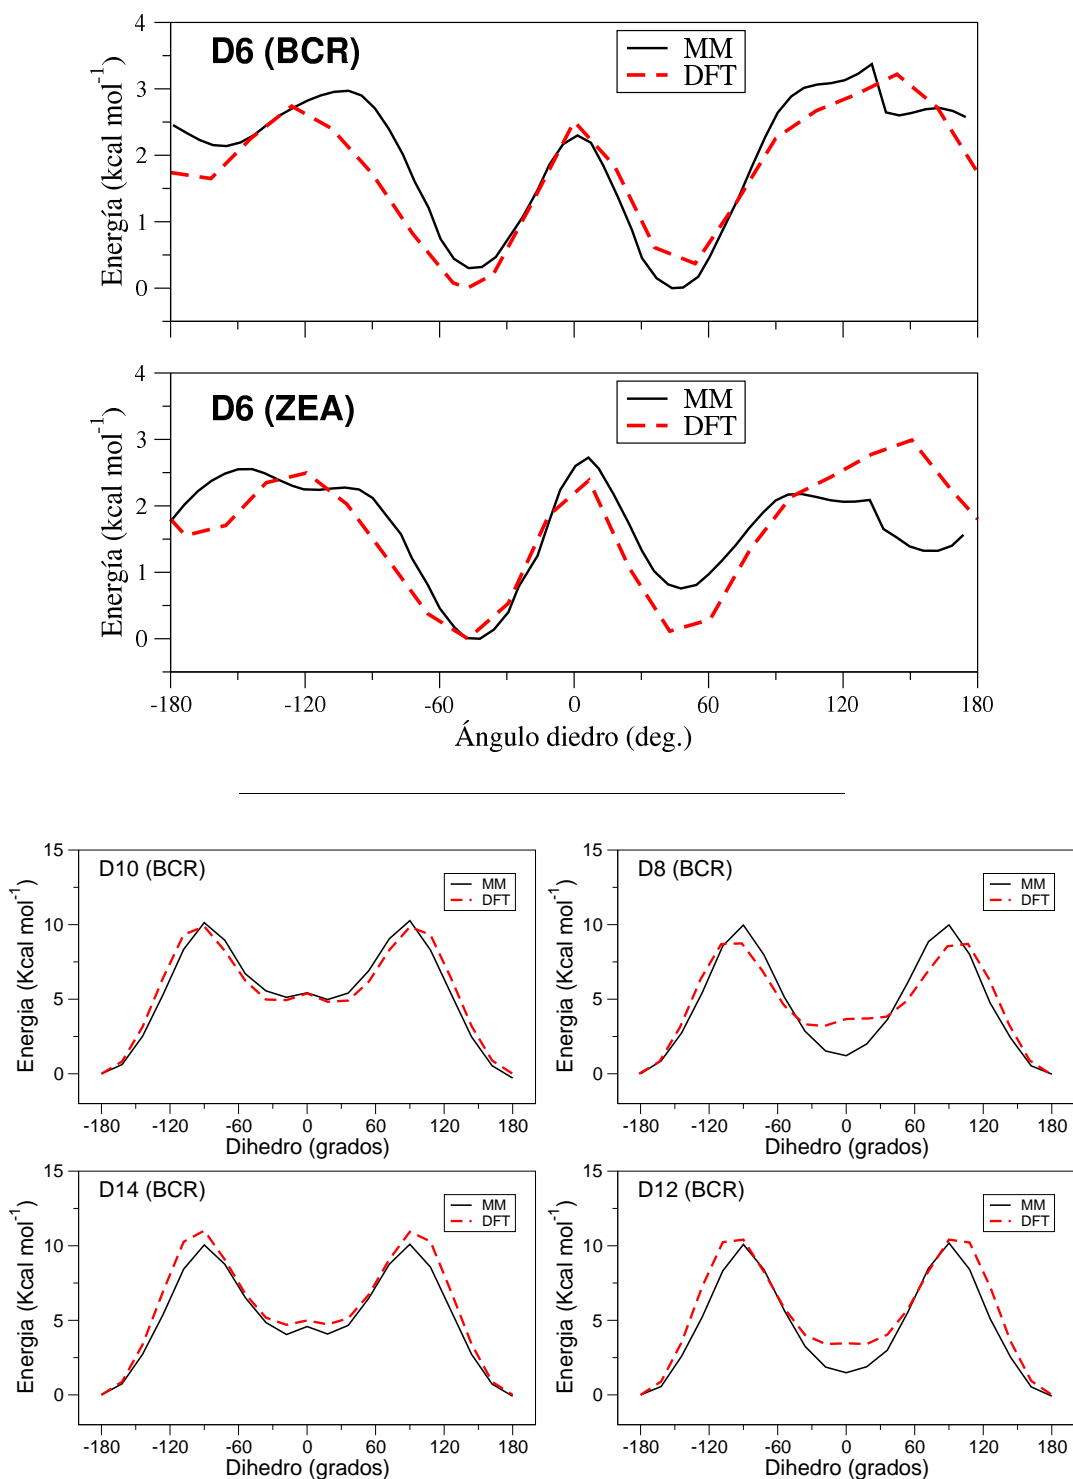 D6 (BCR)
MM
DFT
Energía (kcal mol-1)
4
3
2
1
0
D6 (ZEA)
MM
DFT
Energía (kcal mol-1)
4
3
2
1
0
-180 -120 -60 0 60 120 180
Ángulo diedro (deg.)
D10 (BCR)
MM
DFT
Energia (Kcal mol-1)
15
10
5
0
-180 -120 -60 0 60 120 180
Dihedro (grados)
D8 (BCR)
MM
DFT
Energia (Kcal mol-1)
15
10
5
0
-180 -120 -60 0 60 120 180
Dihedro (grados)
D14 (BCR)
MM
DFT
Energia (Kcal mol-1)
15
10
5
0
-180 -120 -60 0 60 120 180
Dihedro (grados)
D12 (BCR)
MM
DFT
Energia (Kcal mol-1)
15
10
5
0
-180 -120 -60 0 60 120 180
Dihedro (grados)